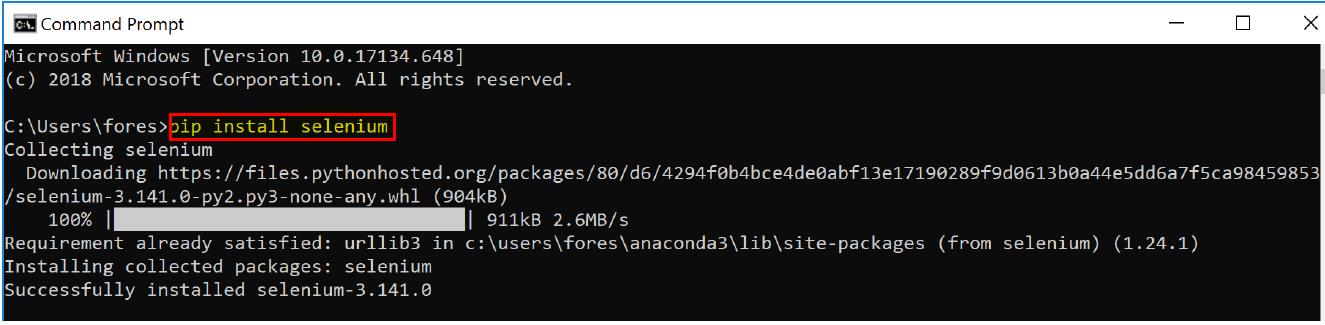 Command Prompt
Microsoft Windows [Version 10.0.17134.648]
(c) 2018 Microsoft Corporation. All rights reserved.
C:\Users\fores>pip install selenium
Collecting selenium
  Downloading https://files.pythonhosted.org/packages/80/d6/4294f0b4bce4de0abf13e17190289f9d0613b0a44e5dd6a7f5ca98459853
/selenium-3.141.0-py2.py3-none-any.whl (904kB)
    100% |████████████████████████████████| 911kB 2.6MB/s
Requirement already satisfied: urllib3 in c:\users\fores\anaconda3\lib\site-packages (from selenium) (1.24.1)
Installing collected packages: selenium
Successfully installed selenium-3.141.0